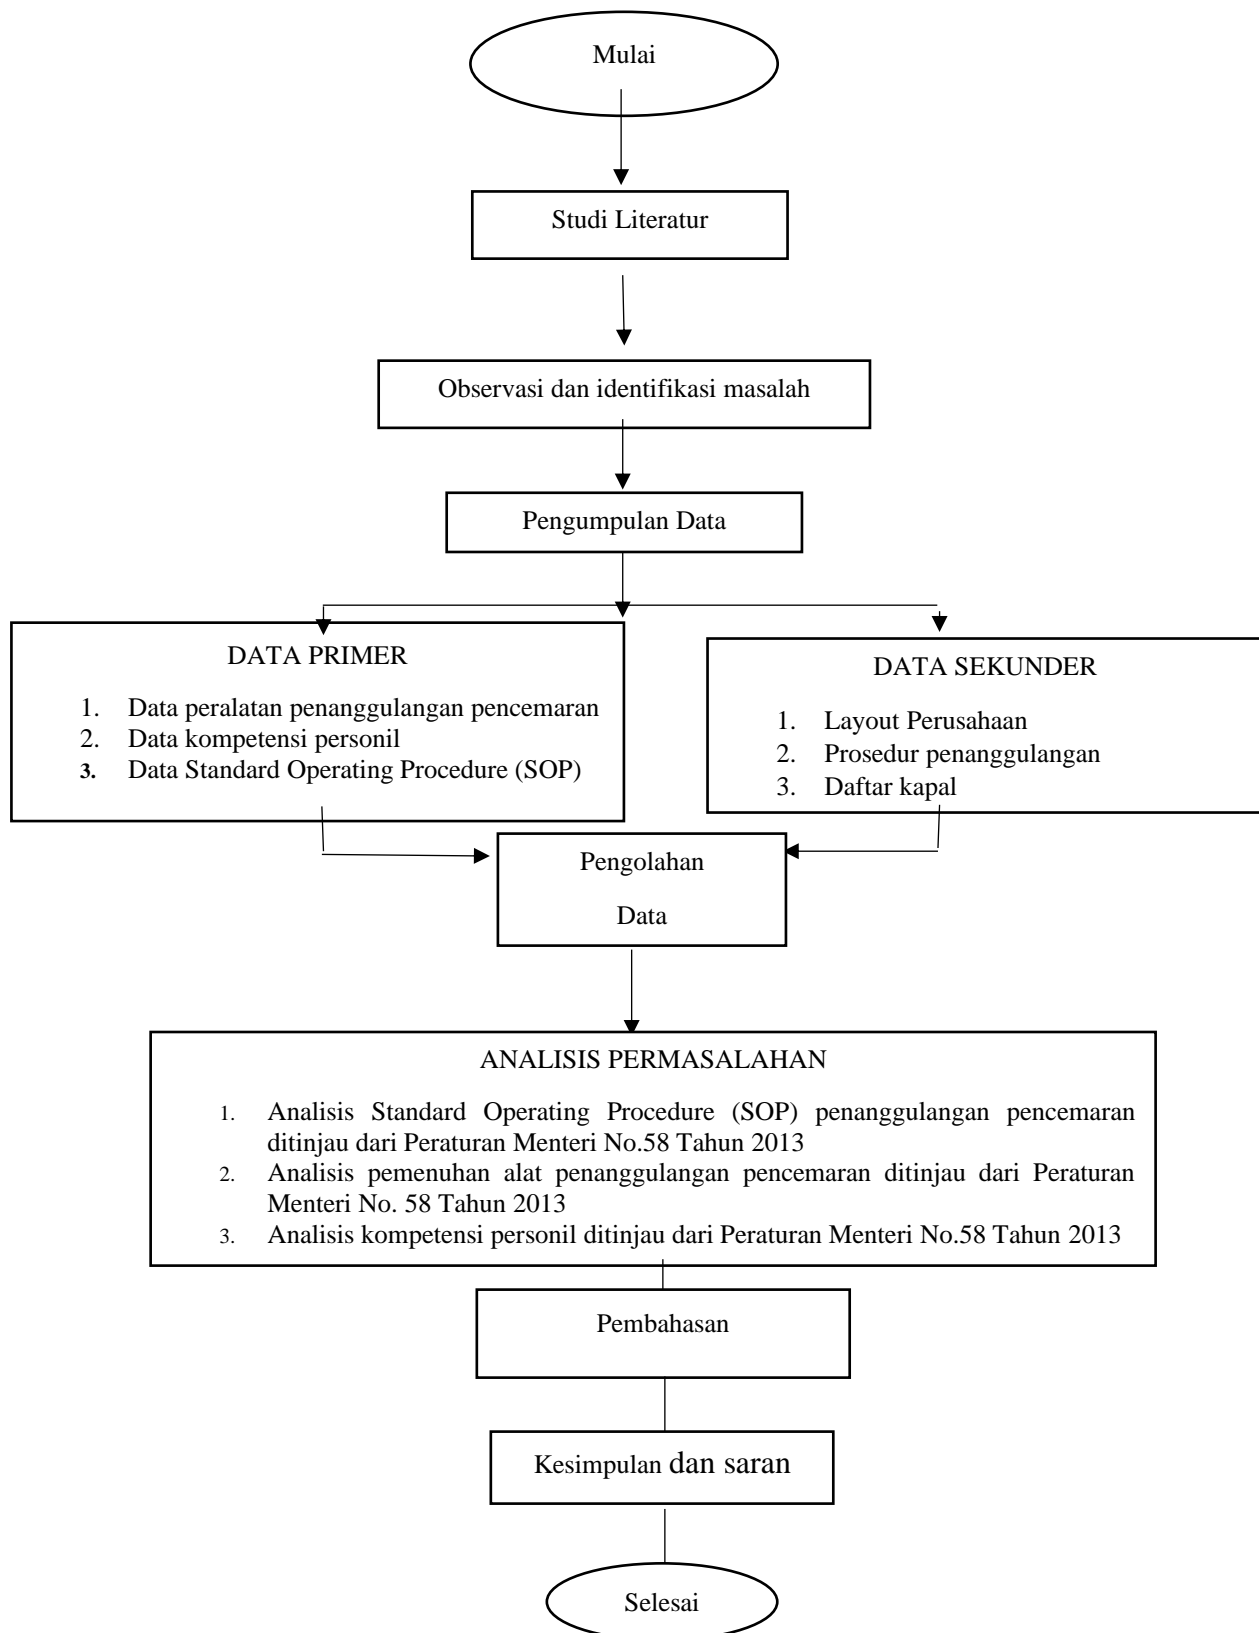 Mulai
Studi Literatur
Observasi dan identifikasi masalah
Pengumpulan Data
DATA PRIMER
1. Data peralatan penanggulangan pencemaran
2. Data kompetensi personil
3. Data Standard Operating Procedure (SOP)
DATA SEKUNDER
1. Layout Perusahaan
2. Prosedur penanggulangan
3. Daftar kapal
Pengolahan
Data
ANALISIS PERMASALAHAN
1. Analisis Standard Operating Procedure (SOP) penanggulangan pencemaran
ditinjau dari Peraturan Menteri No.58 Tahun 2013
2. Analisis pemenuhan alat penanggulangan pencemaran ditinjau dari Peraturan
Menteri No. 58 Tahun 2013
3. Analisis kompetensi personil ditinjau dari Peraturan Menteri No.58 Tahun 2013
Pembahasan
Kesimpulan dan saran
Selesai